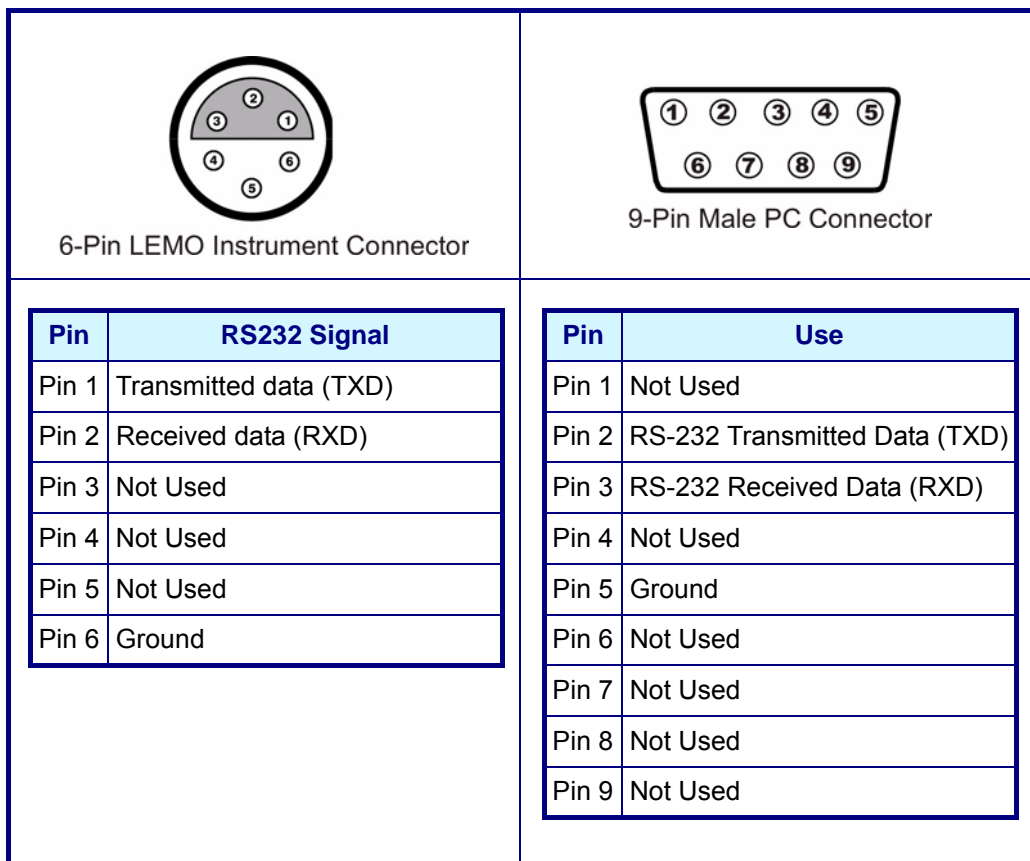 2
3
1
4
6
5
6-Pin LEMO Instrument Connector
1 2 3 4 5
6 7 8 9
9-Pin Male PC Connector
Pin RS232 Signal
Pin 1 Transmitted data (TXD)
Pin 2 Received data (RXD)
Pin 3 Not Used
Pin 4 Not Used
Pin 5 Not Used
Pin 6 Ground
Pin Use
Pin 1 Not Used
Pin 2 RS-232 Transmitted Data (TXD)
Pin 3 RS-232 Received Data (RXD)
Pin 4 Not Used
Pin 5 Ground
Pin 6 Not Used
Pin 7 Not Used
Pin 8 Not Used
Pin 9 Not Used